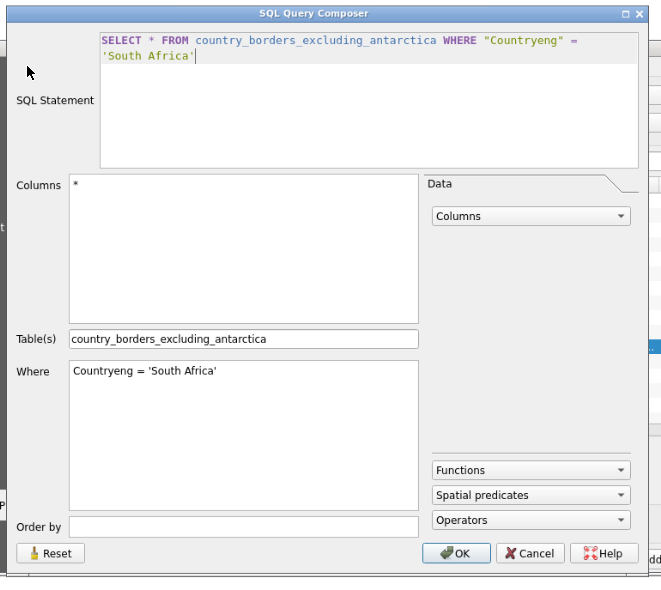 SQL Query Composer
SELECT * FROM country_borders_excluding_antarctica WHERE "Countryeng" =
'South Africa'
SQL Statement
Columns
*
Data
Columns
Table(s)
country_borders_excluding_antarctica
Where
Countryeng = 'South Africa'
Functions
Spatial predicates
Operators
Order by
Reset
OK
Cancel
Help